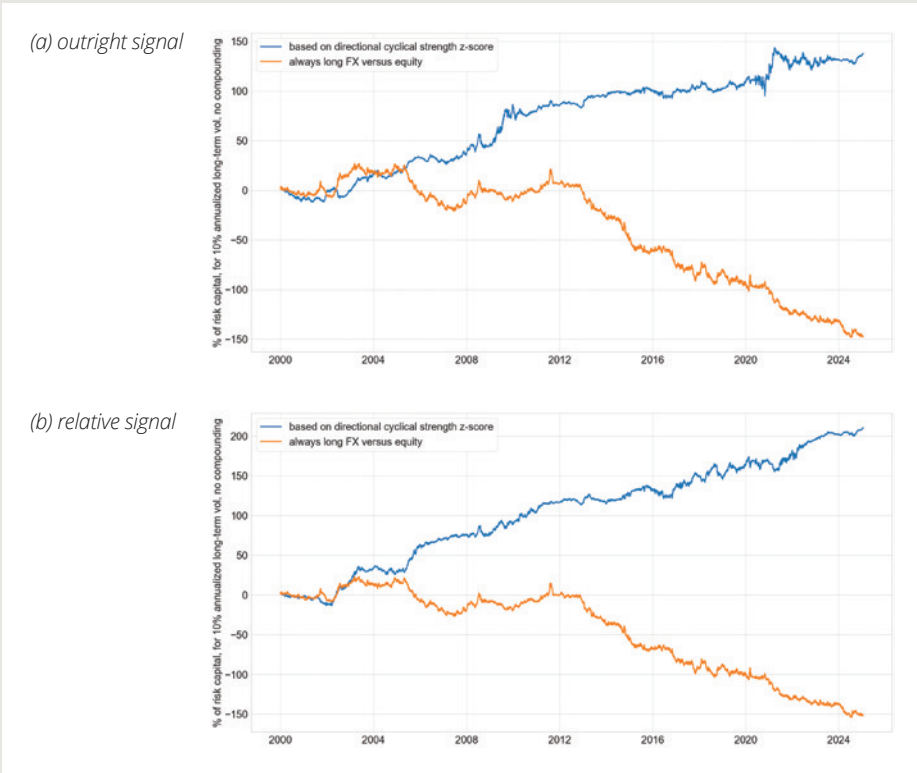 (a) outright signal
% of risk capital, for 10% annualized long-term vol, no compounding
based on directional cyclical strength z-score
always long FX versus equity
150
100
50
0
−50
−100
−150
2000 2004 2008 2012 2016 2020 2024
(b) relative signal
% of risk capital, for 10% annualized long-term vol, no compounding
based on directional cyclical strength z-score
always long FX versus equity
200
150
100
50
0
−50
−100
−150
2000 2004 2008 2012 2016 2020 2024